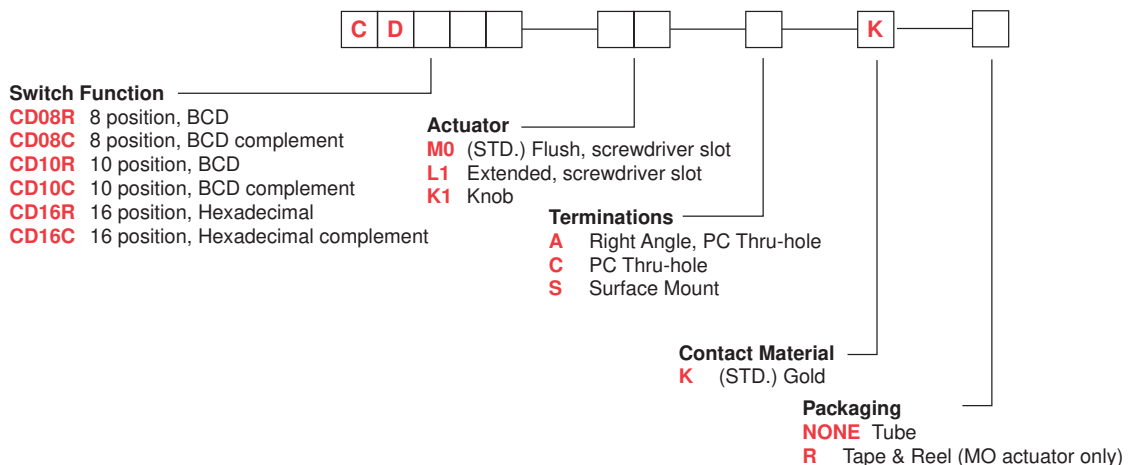 C D K
Switch Function
CD08R 8 position, BCD
CD08C 8 position, BCD complement
CD10R 10 position, BCD
CD10C 10 position, BCD complement
CD16R 16 position, Hexadecimal
CD16C 16 position, Hexadecimal complement
Actuator
M0 (STD.) Flush, screwdriver slot
L1 Extended, screwdriver slot
K1 Knob
Terminations
A Right Angle, PC Thru-hole
C PC Thru-hole
S Surface Mount
Contact Material
K (STD.) Gold
Packaging
NONE Tube
R Tape & Reel (MO actuator only)